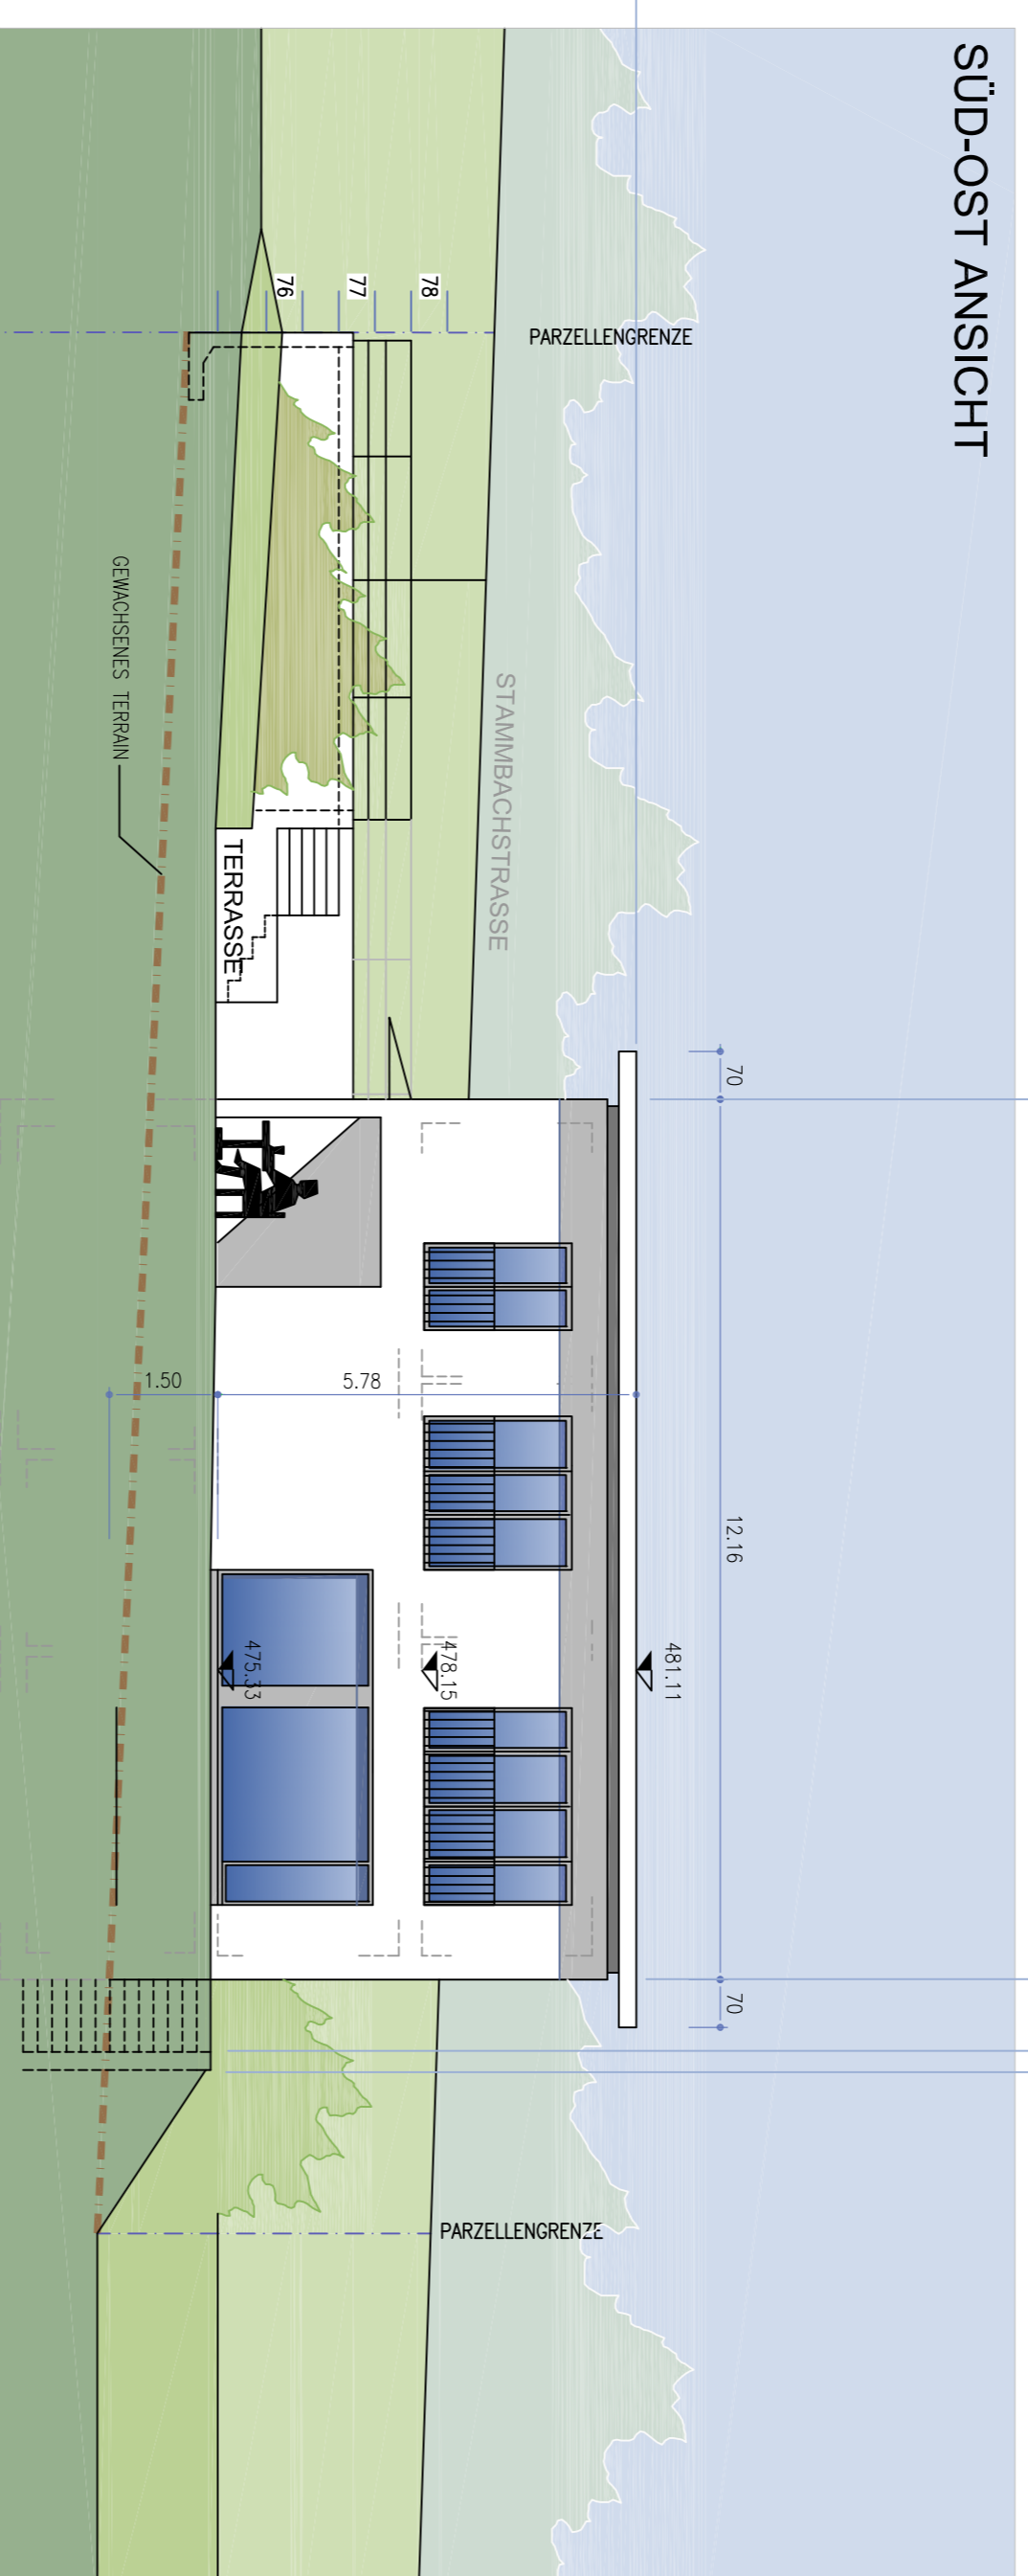 SÜD-OST ANSICHT
PARZELLENGRENZE
78
77
76
STAMMBACHSTRASSE
GEWACHSENES TERRAIN
TERRASSE
70
12.16
70
5.78
1.50
481.11
478.15
475.33
PARZELLENGRENZE